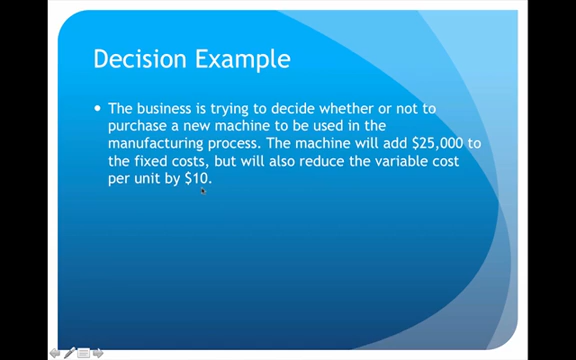 Decision Example
• The business is trying to decide whether or not to
purchase a new machine to be used in the
manufacturing process. The machine will add $25,000 to
the fixed costs, but will also reduce the variable cost
per unit by $10.